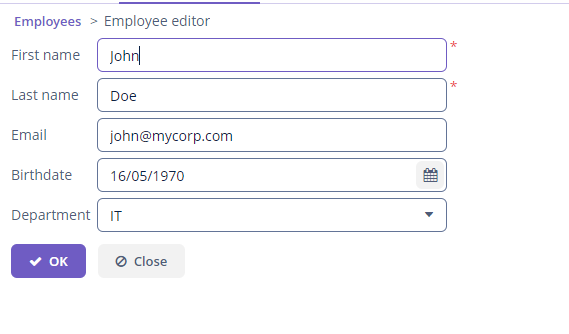 Employees > Employee editor
First name John *
Last name Doe *
Email john@mycorp.com
Birthdate 16/05/1970
Department IT
OK Close